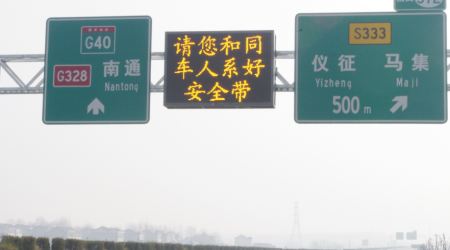 G40
G328 南通
Nantong
请您和同
车人系好
安全带
S333
仪征 马集
Yizheng Maji
500m